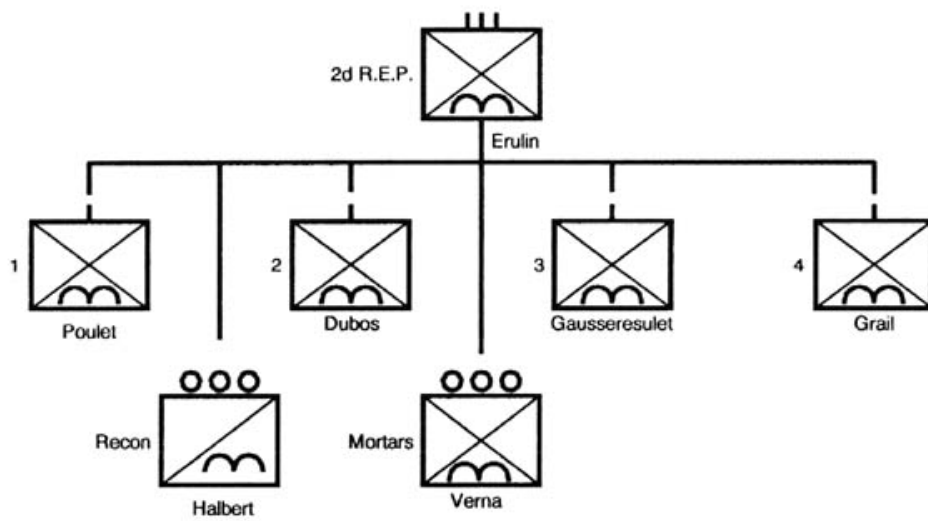 2d R.E.P.
Erulin
1
2
3
4
Poulet
Dubos
Gausseresulet
Grail
Recon
Mortars
Halbert
Verna